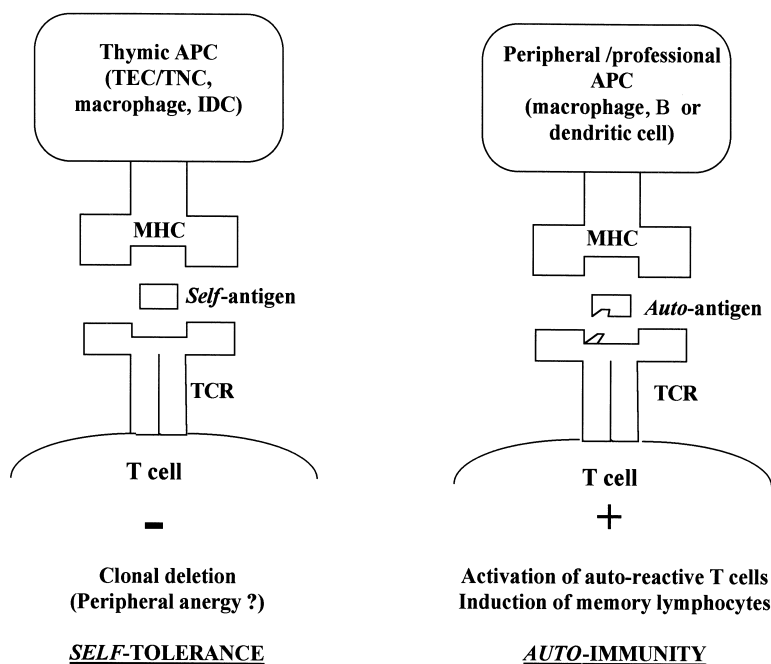 Thymic APC
(TEC/TNC,
macrophage, IDC)
MHC
Self-antigen
TCR
T cell
-
Clonal deletion
(Peripheral anergy ?)
SELF-TOLERANCE
Peripheral /professional
APC
(macrophage, B or
dendritic cell)
MHC
Auto-antigen
TCR
T cell
+
Activation of auto-reactive T cells
Induction of memory lymphocytes
AUTO-IMMUNITY